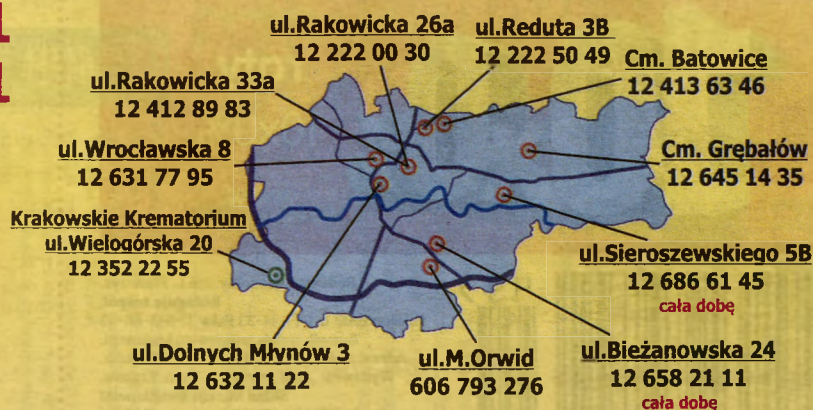 ul.Rakowicka 26a
12 222 00 30
ul.Reduta 3B
12 222 50 49
Cm. Batowice
12 413 63 46
ul.Rakowicka 33a
12 412 89 83
ul.Wrocławska 8
12 631 77 95
Cm. Grębałów
12 645 14 35
Krakowskie Krematorium
ul.Wielogórska 20
12 352 22 55
ul.Sieroszewskiego 5B
12 686 61 45
cała dobę
ul.Dolnych Młynów 3
12 632 11 22
ul.M.Orwid
606 793 276
ul.Bieżanowska 24
12 658 21 11
cała dobę